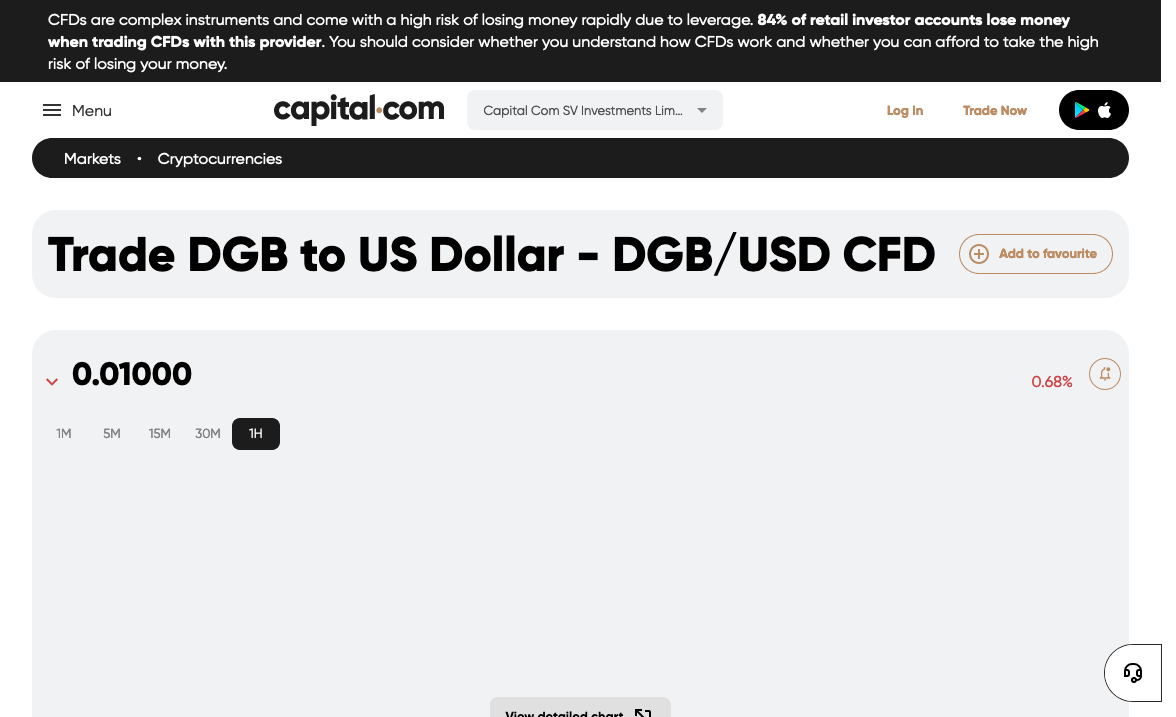 CFDs are complex instruments and come with a high risk of losing money rapidly due to leverage. 84% of retail investor accounts lose money
when trading CFDs with this provider. You should consider whether you understand how CFDs work and whether you can afford to take the high
risk of losing your money.
Menu
capital.com
Capital Com SV Investments Lim...
Log In
Trade Now
Markets • Cryptocurrencies
Trade DGB to US Dollar - DGB/USD CFD
Add to favourite
0.01000
0.68%
1M 5M 15M 30M 1H
View detailed chart